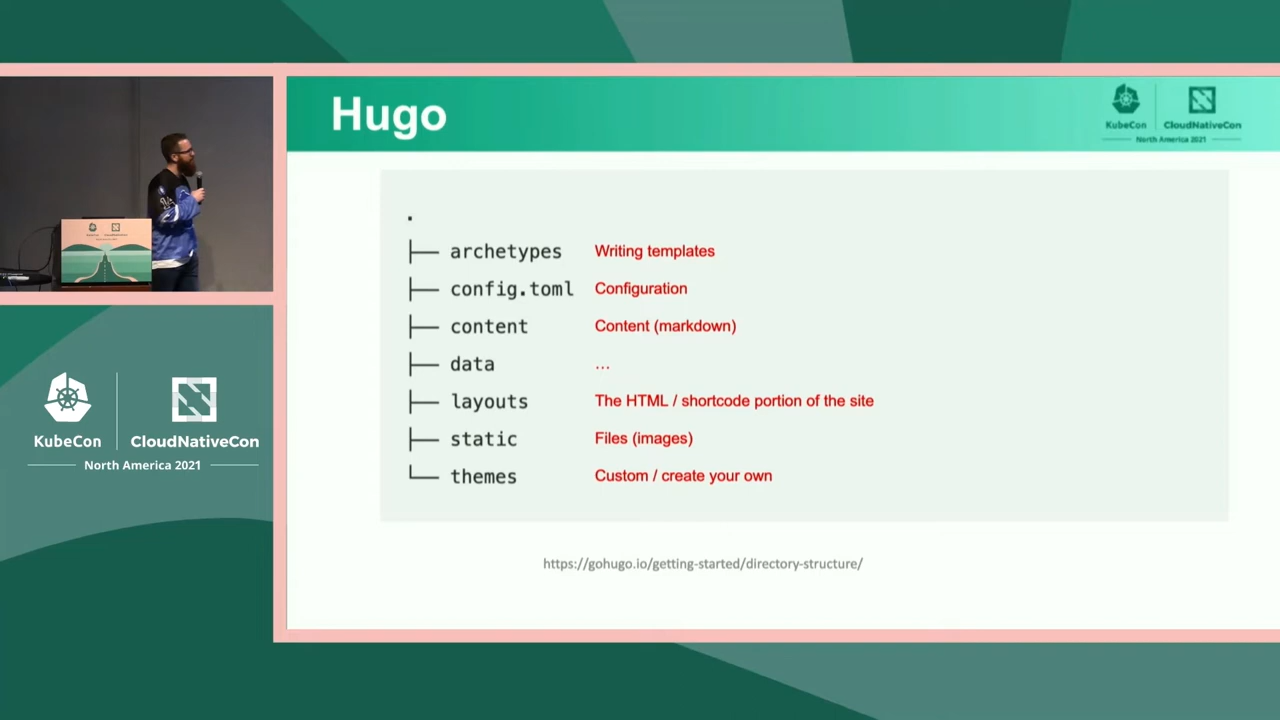 Hugo
KubeCon
CloudNativeCon
North America 2021
.
├── archetypes Writing templates
├── config.toml Configuration
├── content Content (markdown)
├── data ...
├── layouts The HTML / shortcode portion of the site
├── static Files (images)
└── themes Custom / create your own
https://gohugo.io/getting-started/directory-structure/
KubeCon
CloudNativeCon
North America 2021